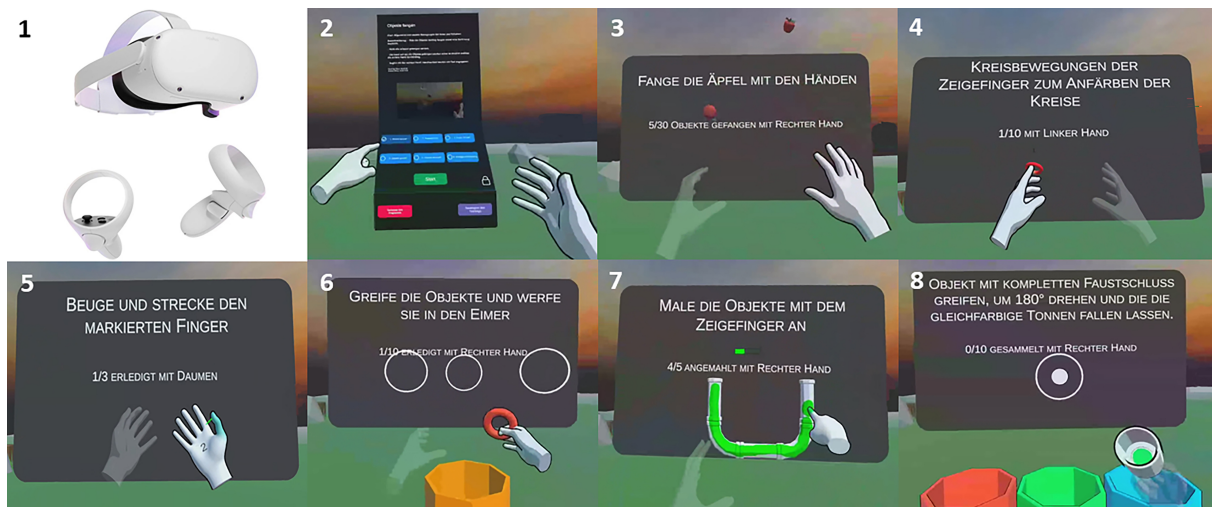 1
2
Objekte fangen
Start
3
FANGE DIE ÄPFEL MIT DEN HÄNDEN
5/30 OBJEKTE GEFANGEN MIT RECHTER HAND
4
KREISBEWEGUNGEN DER
ZEIGEFINGER ZUM ANFÄRBEN DER
KREISE
1/10 MIT LINKER HAND
5
BEUGE UND STRECKE DEN
MARKIERTEN FINGER
1/3 ERLEDIGT MIT DAUMEN
2
6
GREIFE DIE OBJEKTE UND WERFE
SIE IN DEN EIMER
1/10 ERLEDIGT MIT RECHTER HAND
7
MALE DIE OBJEKTE MIT DEM
ZEIGEFINGER AN
4/5 ANGEMAHLT MIT RECHTER HAND
8
OBJEKT MIT KOMPLETTEN FAUSTSCHLUSS
GREIFEN, UM 180° DREHEN UND DIE DIE
GLEICHFARBIGE TONNEN FALLEN LASSEN.
0/10 GESAMMELT MIT RECHTER HAND